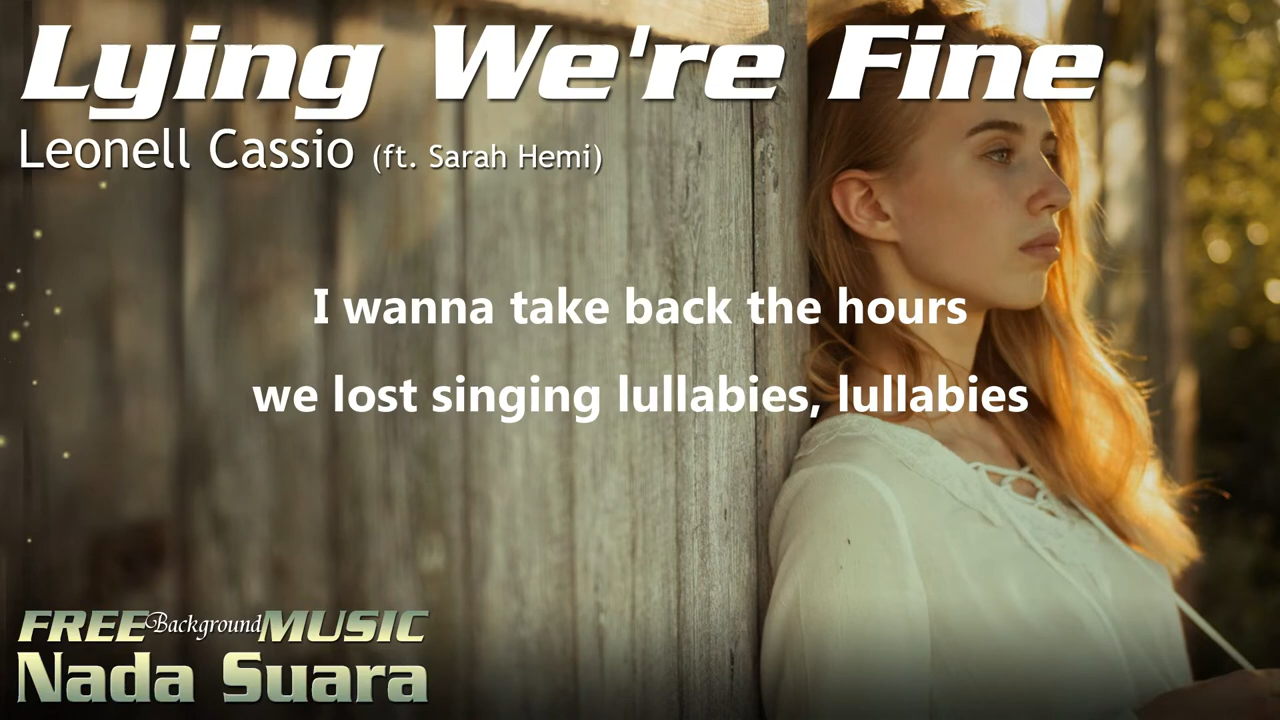 Lying We're Fine
Leonell Cassio (ft. Sarah Hemi)
I wanna take back the hours
we lost singing lullabies, lullabies
FREE Background MUSIC
Nada Suara